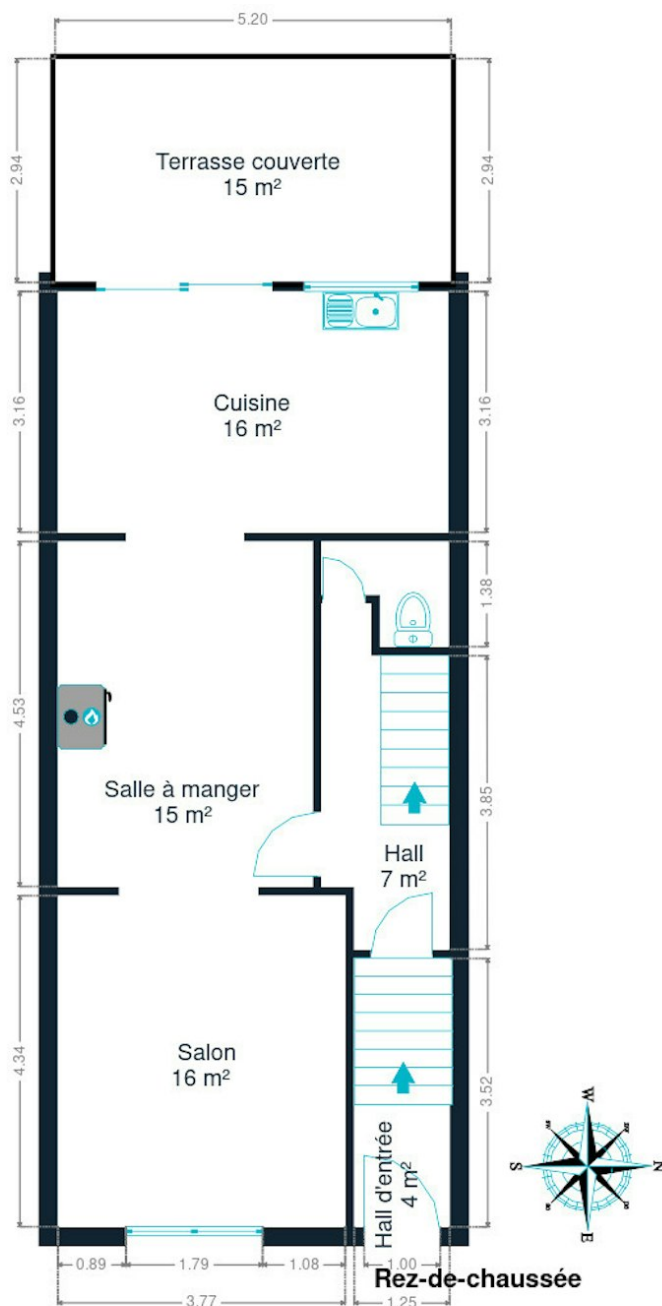 5.20
2.94
2.94
Terrasse couverte
15 m²
3.16
3.16
Cuisine
16 m²
4.53
1.38
Salle à manger
15 m²
3.85
Hall
7 m²
4.34
Salon
16 m²
3.52
Hall d'entrée
4 m²
W
S
N
E
0.89
1.79
1.08
1.00
Rez-de-chaussée
3.77
1.25